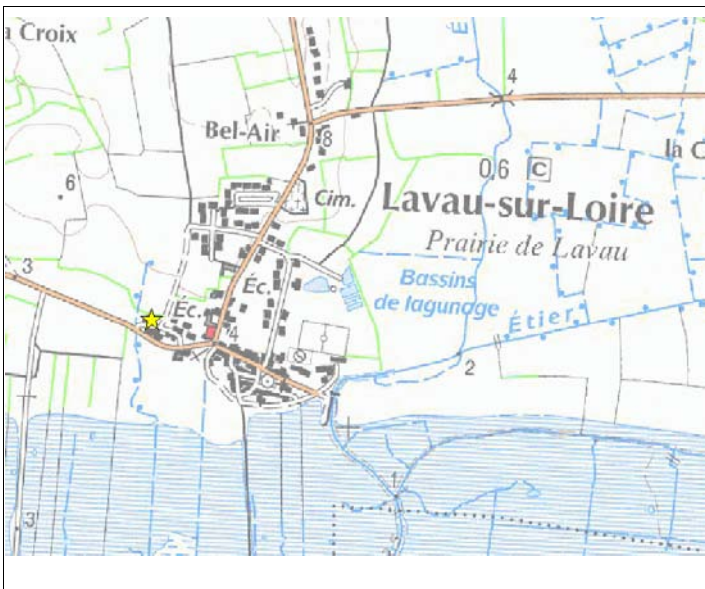 a Croix
E
4
Bel-Air
8
0,6 C
la C
6
Cim.
Lavau-sur-Loire
Prairie de Lavau
3
Bassins
de lagunage
Éc.
Éc.
Étier
4
2
1
3